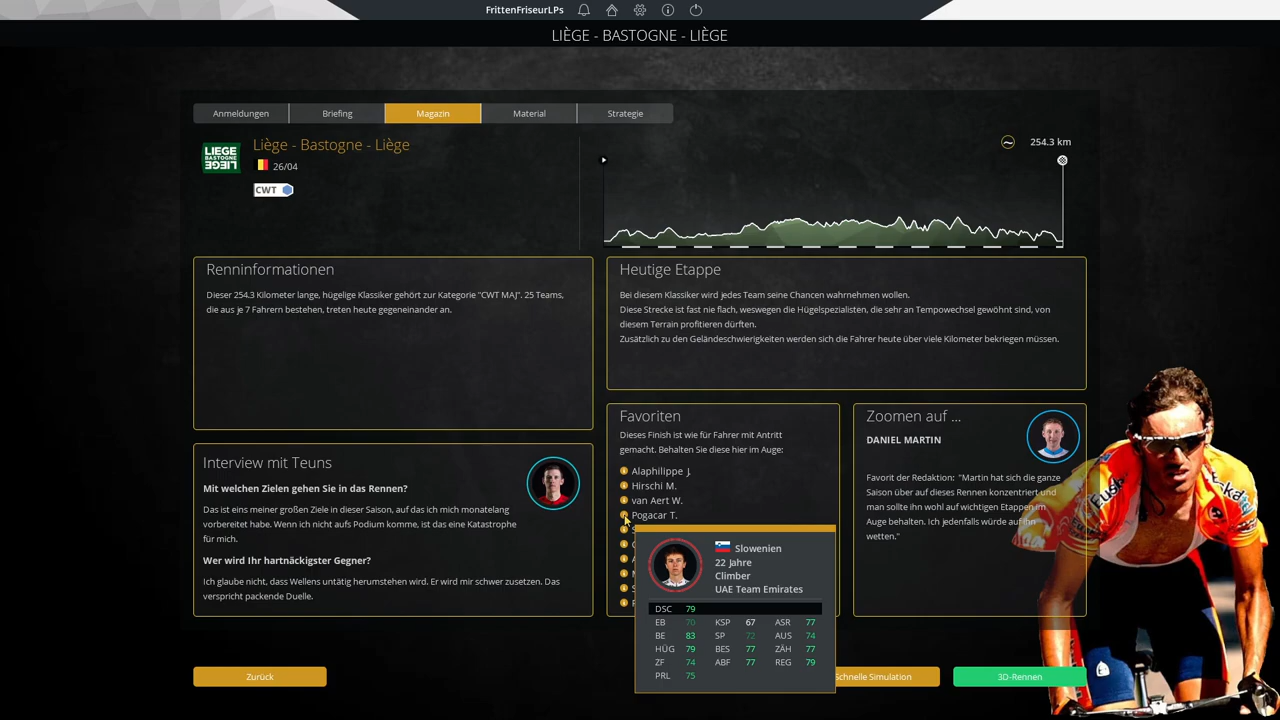 FrittenFriseurLPs
LIÈGE - BASTOGNE - LIÈGE
Anmeldungen
Briefing
Magazin
Material
Strategie
LIEGE
BASTOGNE
LIEGE
Liège - Bastogne - Liège
26/04
CWT
254.3 km
Renninformationen
Dieser 254.3 Kilometer lange, hügelige Klassiker gehört zur Kategorie "CWT MAJ". 25 Teams,
die aus je 7 Fahrern bestehen, treten heute gegeneinander an.
Heutige Etappe
Bei diesem Klassiker wird jedes Team seine Chancen wahrnehmen wollen.
Diese Strecke ist fast nie flach, weswegen die Hügelspezialisten, die sehr an Tempowechsel gewöhnt sind, von
diesem Terrain profitieren dürften.
Zusätzlich zu den Geländeschwierigkeiten werden sich die Fahrer heute über viele Kilometer bekriegen müssen.
Interview mit Teuns
Mit welchen Zielen gehen Sie in das Rennen?
Das ist eins meiner großen Ziele in dieser Saison, auf das ich mich monatelang
vorbereitet habe. Wenn ich nicht aufs Podium komme, ist das eine Katastrophe
für mich.
Wer wird Ihr hartnäckigster Gegner?
Ich glaube nicht, dass Wellens untätig herumstehen wird. Er wird mir schwer zusetzen. Das
verspricht packende Duelle.
Favoriten
Dieses Finish ist wie für Fahrer mit Antritt
gemacht. Behalten Sie diese hier im Auge:
Alaphilippe J.
Hirschi M.
van Aert W.
Pogacar T.
Slowenien
22 Jahre
Climber
UAE Team Emirates
DSC 79
EB 70 KSP 67 ASR 77
BE 83 SP 72 AUS 74
HÜG 79 BES 77 ZÄH 77
ZF 74 ABF 77 REG 79
PRL 75
Zoomen auf ...
DANIEL MARTIN
Favorit der Redaktion: "Martin hat sich die ganze
Saison über auf dieses Rennen konzentriert und
man sollte ihn wohl auf wichtigen Etappen im
Auge behalten. Ich jedenfalls würde auf ihn
wetten."
Zurück
Schnelle Simulation
3D-Rennen